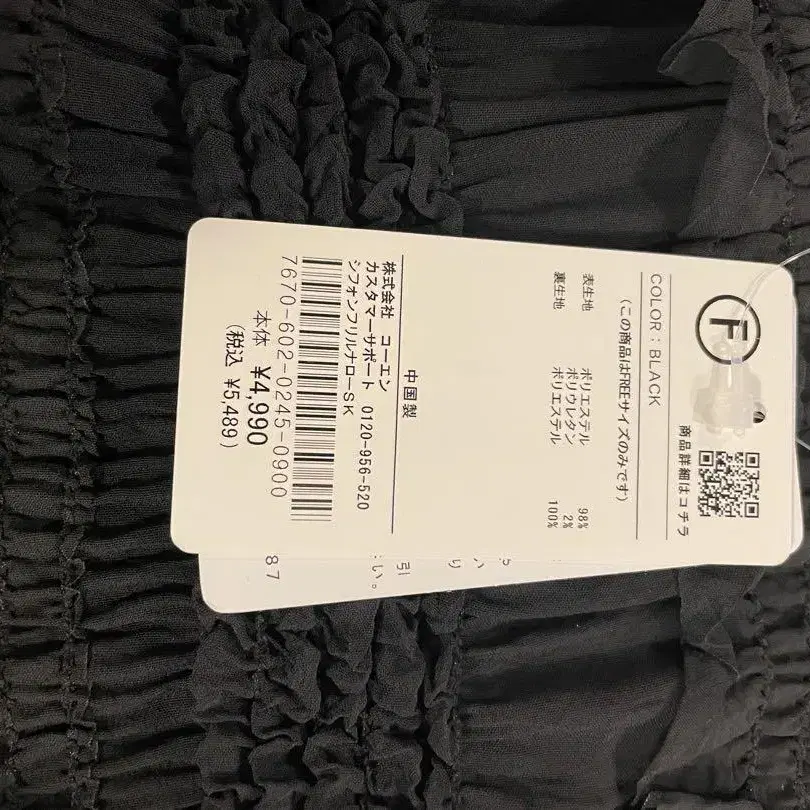 F
商品詳細はコチラ
COLOR：BLACK
(この商品はFREEサイズのみです)
表生地 ポリエステル 98%
ポリウレタン 2%
裏生地 ポリエステル 100%
中国製
株式会社 コーエン
カスタマーサポート 0120-956-520
シフォンフリルナローSK
7670-602-0245-0900
本体 ¥4,990
(税込 ¥5,489)
り
引
い。
87